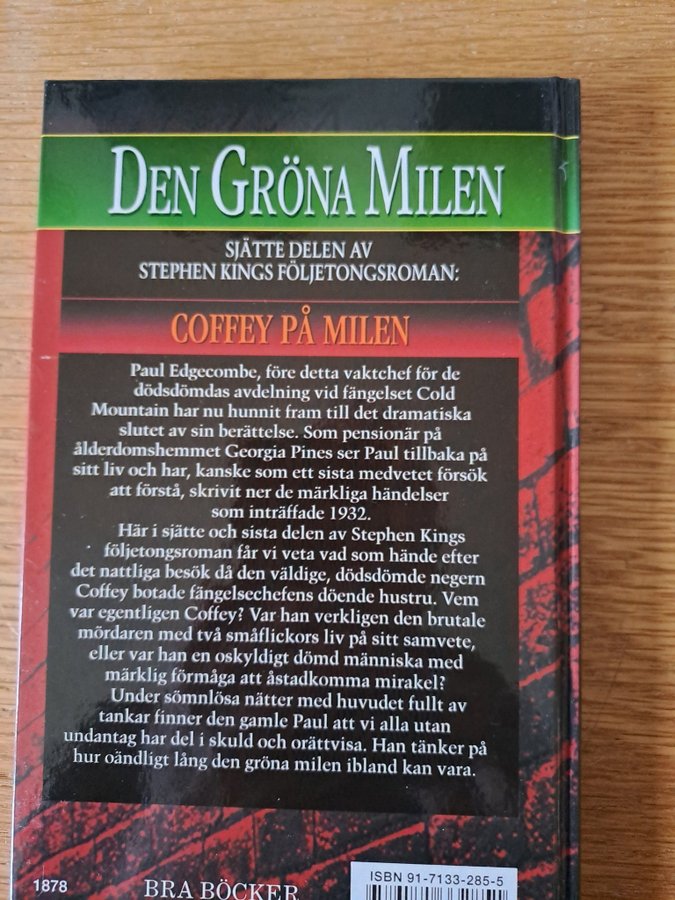 DEN GRÖNA MILEN
SJÄTTE DELEN AV
STEPHEN KINGS FÖLJETONGSROMAN:
COFFEY PÅ MILEN
Paul Edgecombe, före detta vaktchef för de
dödsdömdas avdelning vid fängelset Cold
Mountain har nu hunnit fram till det dramatiska
slutet av sin berättelse. Som pensionär på
ålderdomshemmet Georgia Pines ser Paul tillbaka på
sitt liv och har, kanske som ett sista medvetet försök
att förstå, skrivit ner de märkliga händelser
som inträffade 1932.
Här i sjätte och sista delen av Stephen Kings
följetongsroman får vi veta vad som hände efter
det nattliga besök då den väldige, dödsdömde negern
Coffey botade fängelsechefens döende hustru. Vem
var egentligen Coffey? Var han verkligen den brutale
mördaren med två småflickors liv på sitt samvete,
eller var han en oskyldigt dömd människa med
märklig förmåga att åstadkomma mirakel?
Under sömnlösa nätter med huvudet fullt av
tankar finner den gamle Paul att vi alla utan
undantag har del i skuld och orättvisa. Han tänker på
hur oändligt lång den gröna milen ibland kan vara.
ISBN 91-7133-285-5
1878
BRA BÖCKER